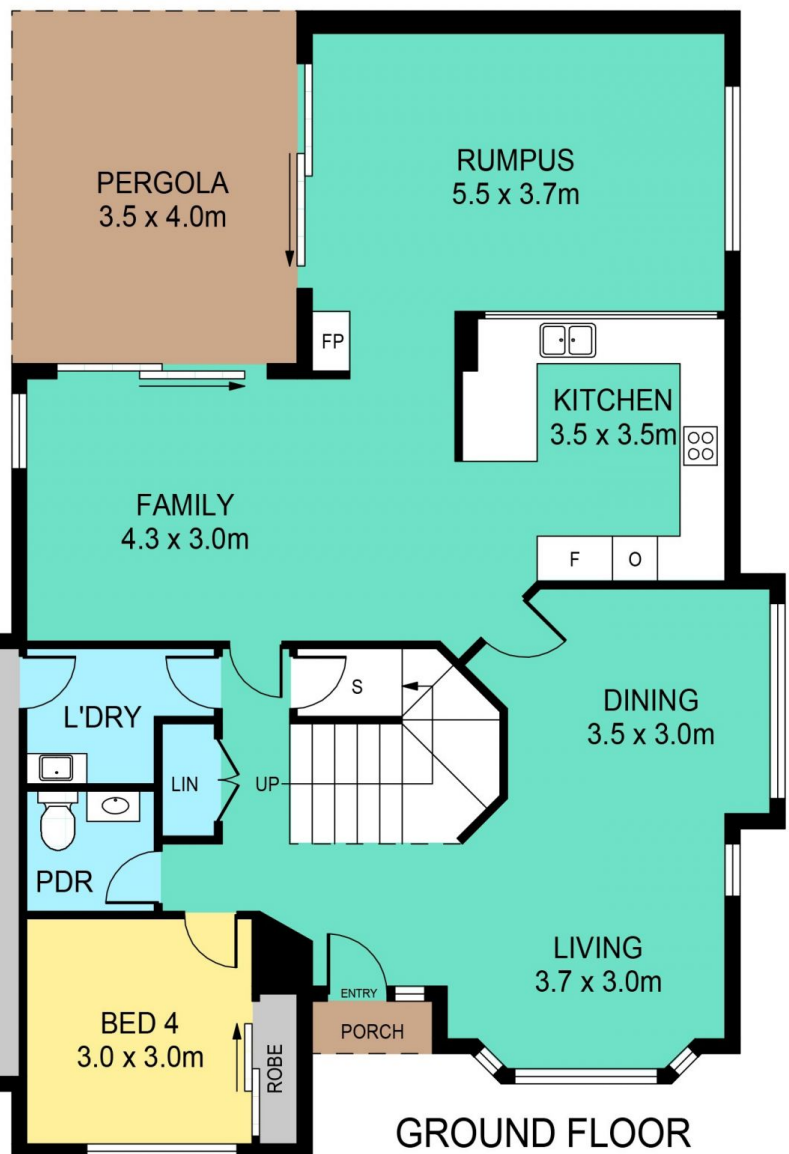 PERGOLA
3.5 x 4.0m
RUMPUS
5.5 x 3.7m
FP
KITCHEN
3.5 x 3.5m
FAMILY
4.3 x 3.0m
F
O
L'DRY
S
DINING
3.5 x 3.0m
LIN
UP
PDR
LIVING
3.7 x 3.0m
ENTRY
PORCH
BED 4
3.0 x 3.0m
ROBE
GROUND FLOOR